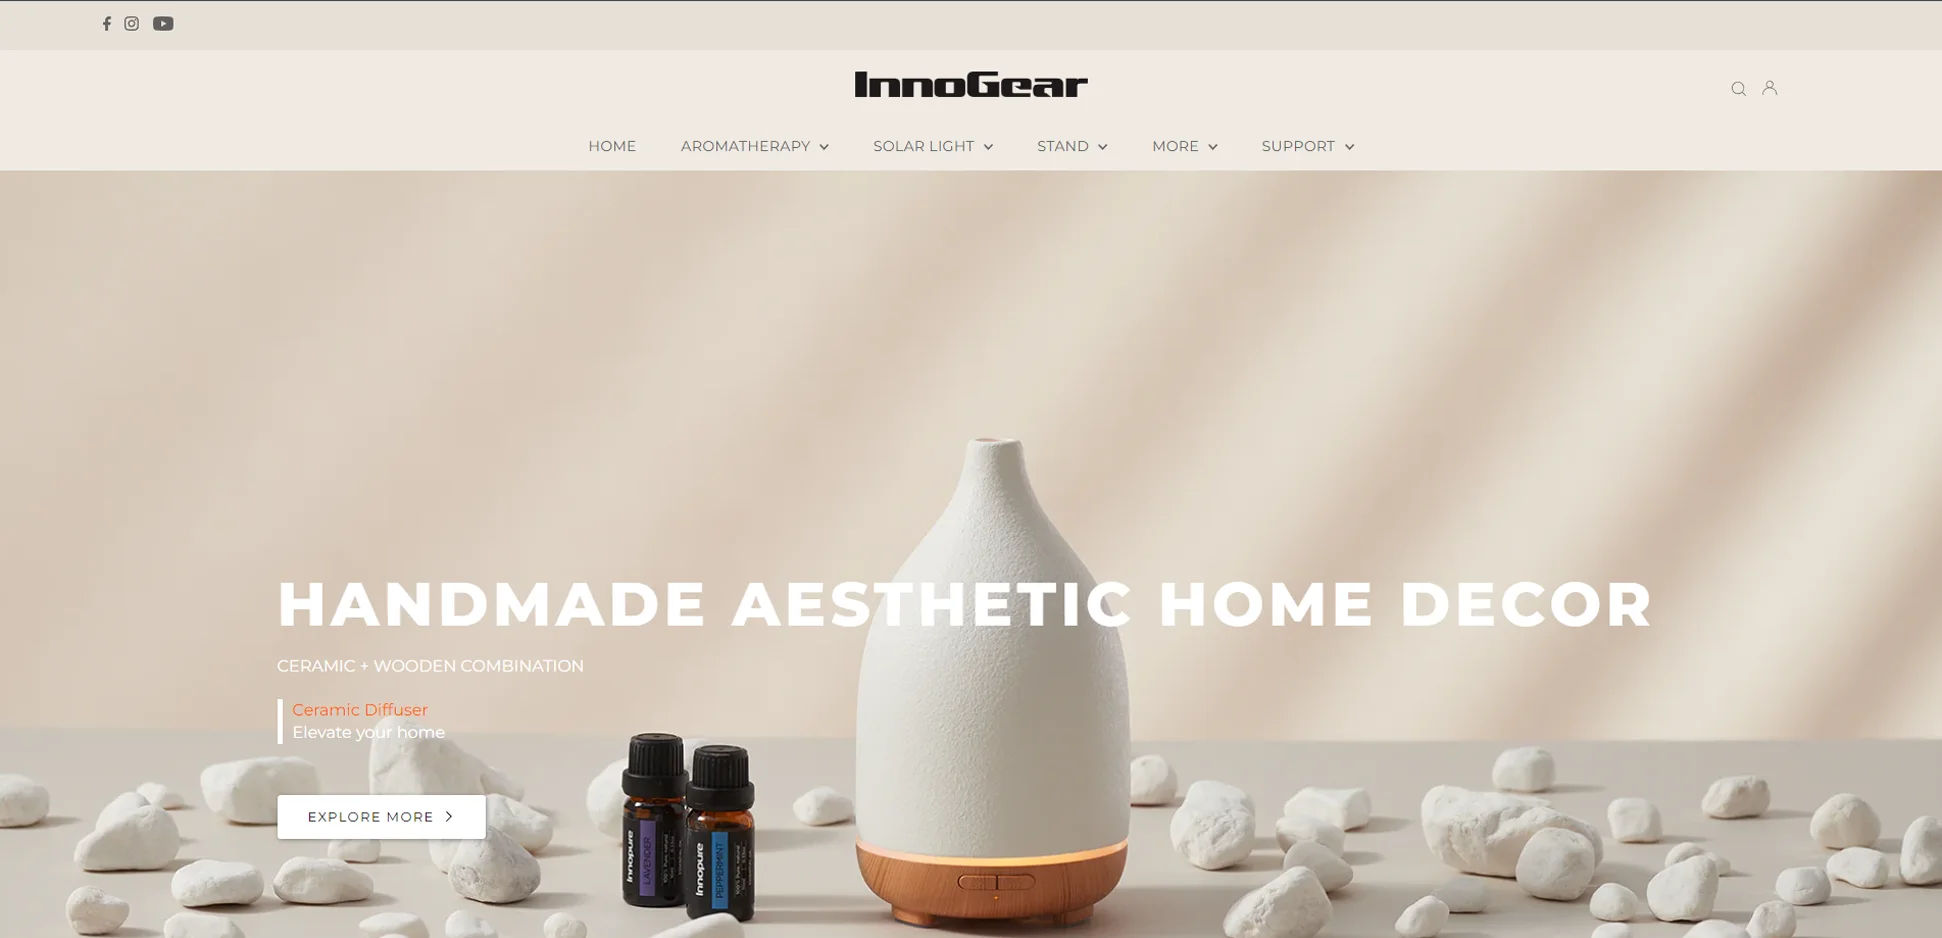 InnoGear
HOME AROMATHERAPY SOLAR LIGHT STAND MORE SUPPORT
HANDMADE AESTHETIC HOME DECOR
CERAMIC + WOODEN COMBINATION
Ceramic Diffuser
Elevate your home
EXPLORE MORE
Innopure
LAVENDER
Innopure
PEPPERMINT